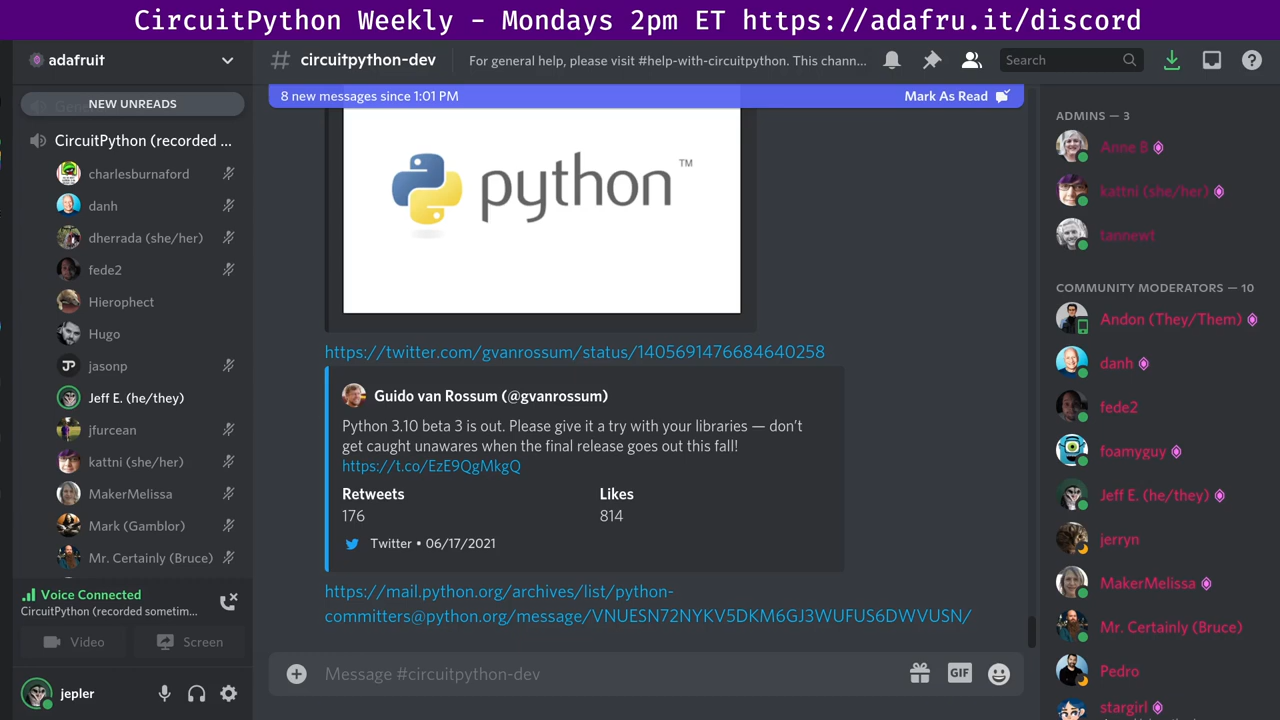 CircuitPython Weekly - Mondays 2pm ET https://adafru.it/discord
adafruit
NEW UNREADS
CircuitPython (recorded ...
charlesburnaford
danh
dherrada (she/her)
fede2
Hierophect
Hugo
JP
jasonp
Jeff E. (he/they)
jfurcean
kattni (she/her)
MakerMelissa
Mark (Gamblor)
Mr. Certainly (Bruce)
Voice Connected
CircuitPython (recorded sometim...
Video
Screen
jepler
# circuitpython-dev
For general help, please visit #help-with-circuitpython. This chann...
Search
8 new messages since 1:01 PM
Mark As Read
python™
https://twitter.com/gvanrossum/status/1405691476684640258
Guido van Rossum (@gvanrossum)
Python 3.10 beta 3 is out. Please give it a try with your libraries — don't
get caught unawares when the final release goes out this fall!
https://t.co/EzE9QgMkgQ
Retweets
Likes
176
814
Twitter • 06/17/2021
https://mail.python.org/archives/list/python-
committers@python.org/message/VNUESN72NYKV5DKM6GJ3WUFUS6DWVUSN/
Message #circuitpython-dev
GIF
ADMINS — 3
Anne B
kattni (she/her)
tannewt
COMMUNITY MODERATORS — 10
Andon (They/Them)
danh
fede2
foamyguy
Jeff E. (he/they)
jerryn
MakerMelissa
Mr. Certainly (Bruce)
Pedro
stargirl